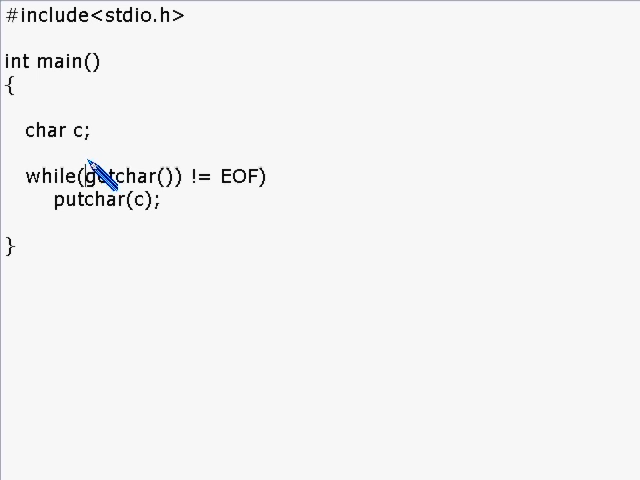 #include<stdio.h>
int main()
{
char c;
while(getchar()) != EOF)
putchar(c);
}